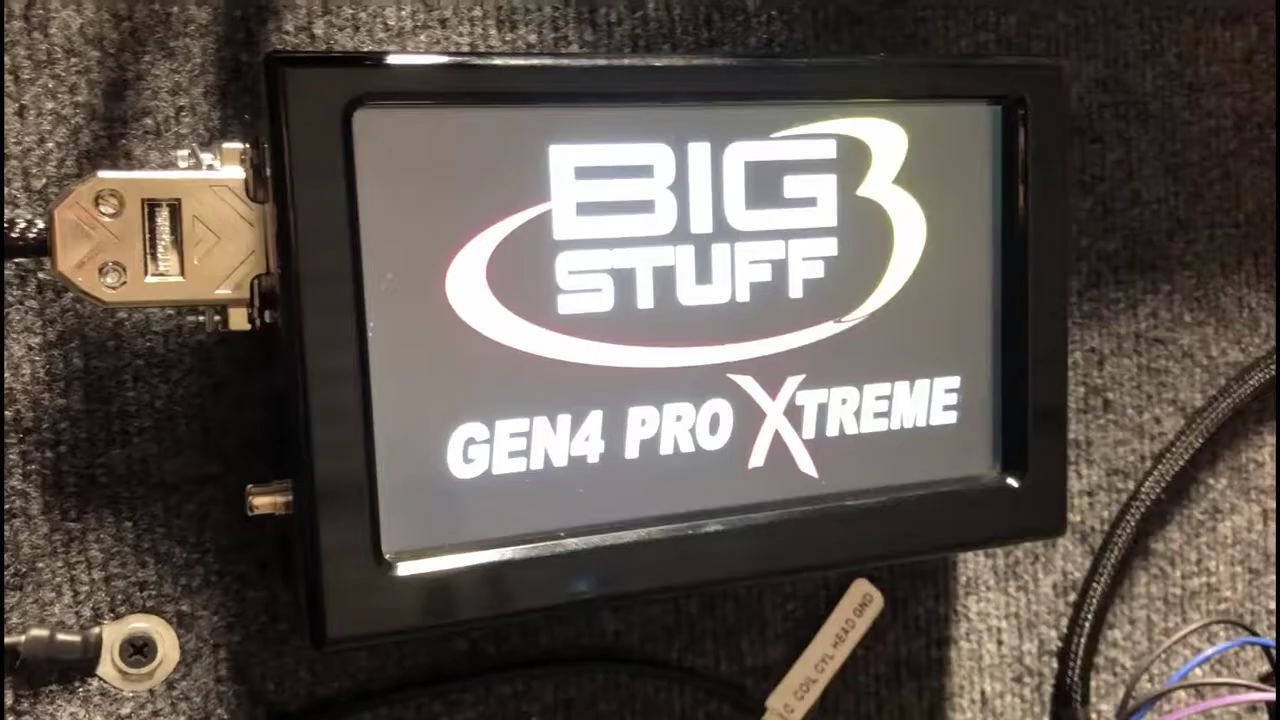 BIG
STUFF
3
GEN4 PRO XTREME
C COIL CYL HEAD GND